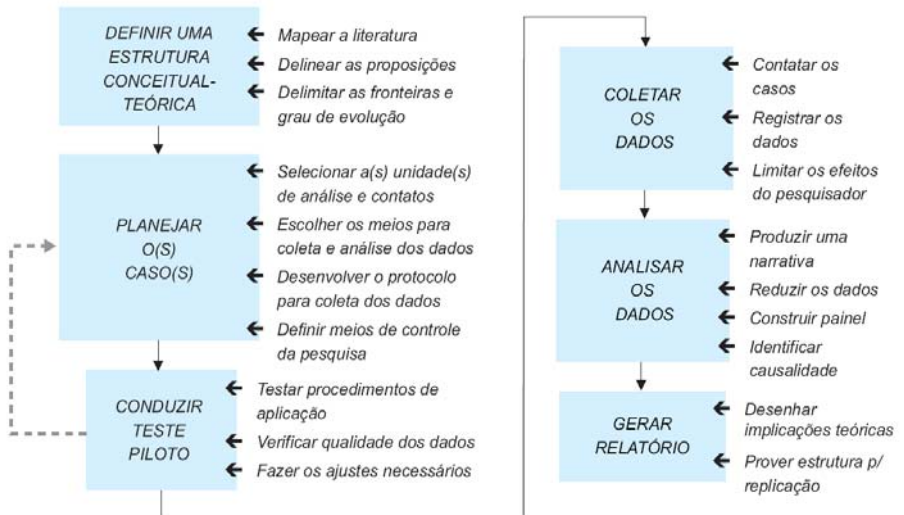 DEFINIR UMA
ESTRUTURA
CONCEITUAL-
TEÓRICA
Mapear a literatura
Delinear as proposições
Delimitar as fronteiras e
grau de evolução
PLANEJAR
O(S)
CASO(S)
Selecionar a(s) unidade(s)
de análise e contatos
Escolher os meios para
coleta e análise dos dados
Desenvolver o protocolo
para coleta dos dados
Definir meios de controle
da pesquisa
CONDUZIR
TESTE
PILOTO
Testar procedimentos de
aplicação
Verificar qualidade dos dados
Fazer os ajustes necessários
COLETAR
OS
DADOS
Contatar os
casos
Registrar os
dados
Limitar os efeitos
do pesquisador
ANALISAR
OS
DADOS
Produzir uma
narrativa
Reduzir os dados
Construir painel
Identificar
causalidade
GERAR
RELATÓRIO
Desenhar
implicações teóricas
Prover estrutura p/
replicação